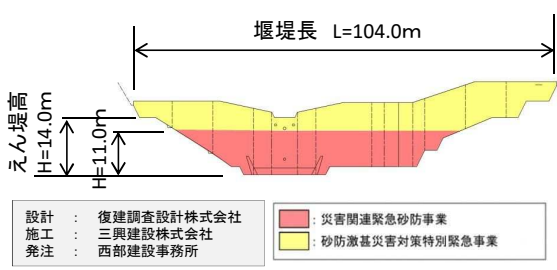 堰堤長 L=104.0m
えん堤高
H=14.0m
H=11.0m
設計 : 復建調査設計株式会社
施工 : 三興建設株式会社
発注 : 西部建設事務所
: 災害関連緊急砂防事業
: 砂防激甚災害対策特別緊急事業